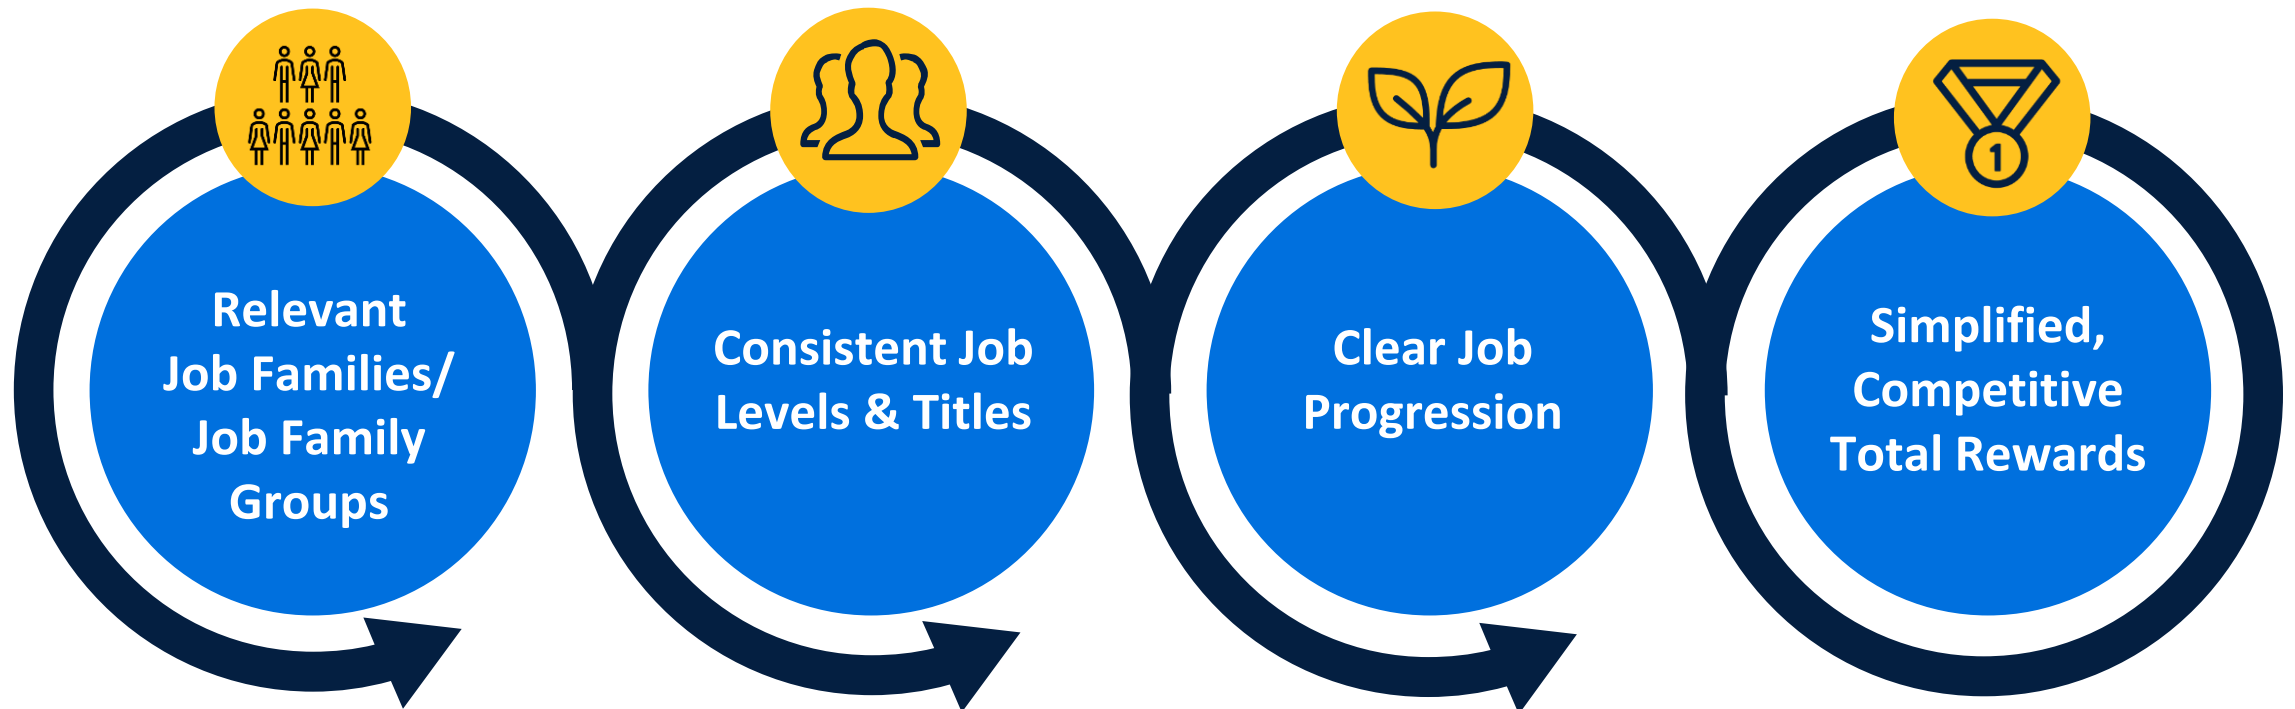 Relevant
Job Families/
Job Family
Groups
Consistent Job
Levels & Titles
Clear Job
Progression
1
Simplified,
Competitive
Total Rewards